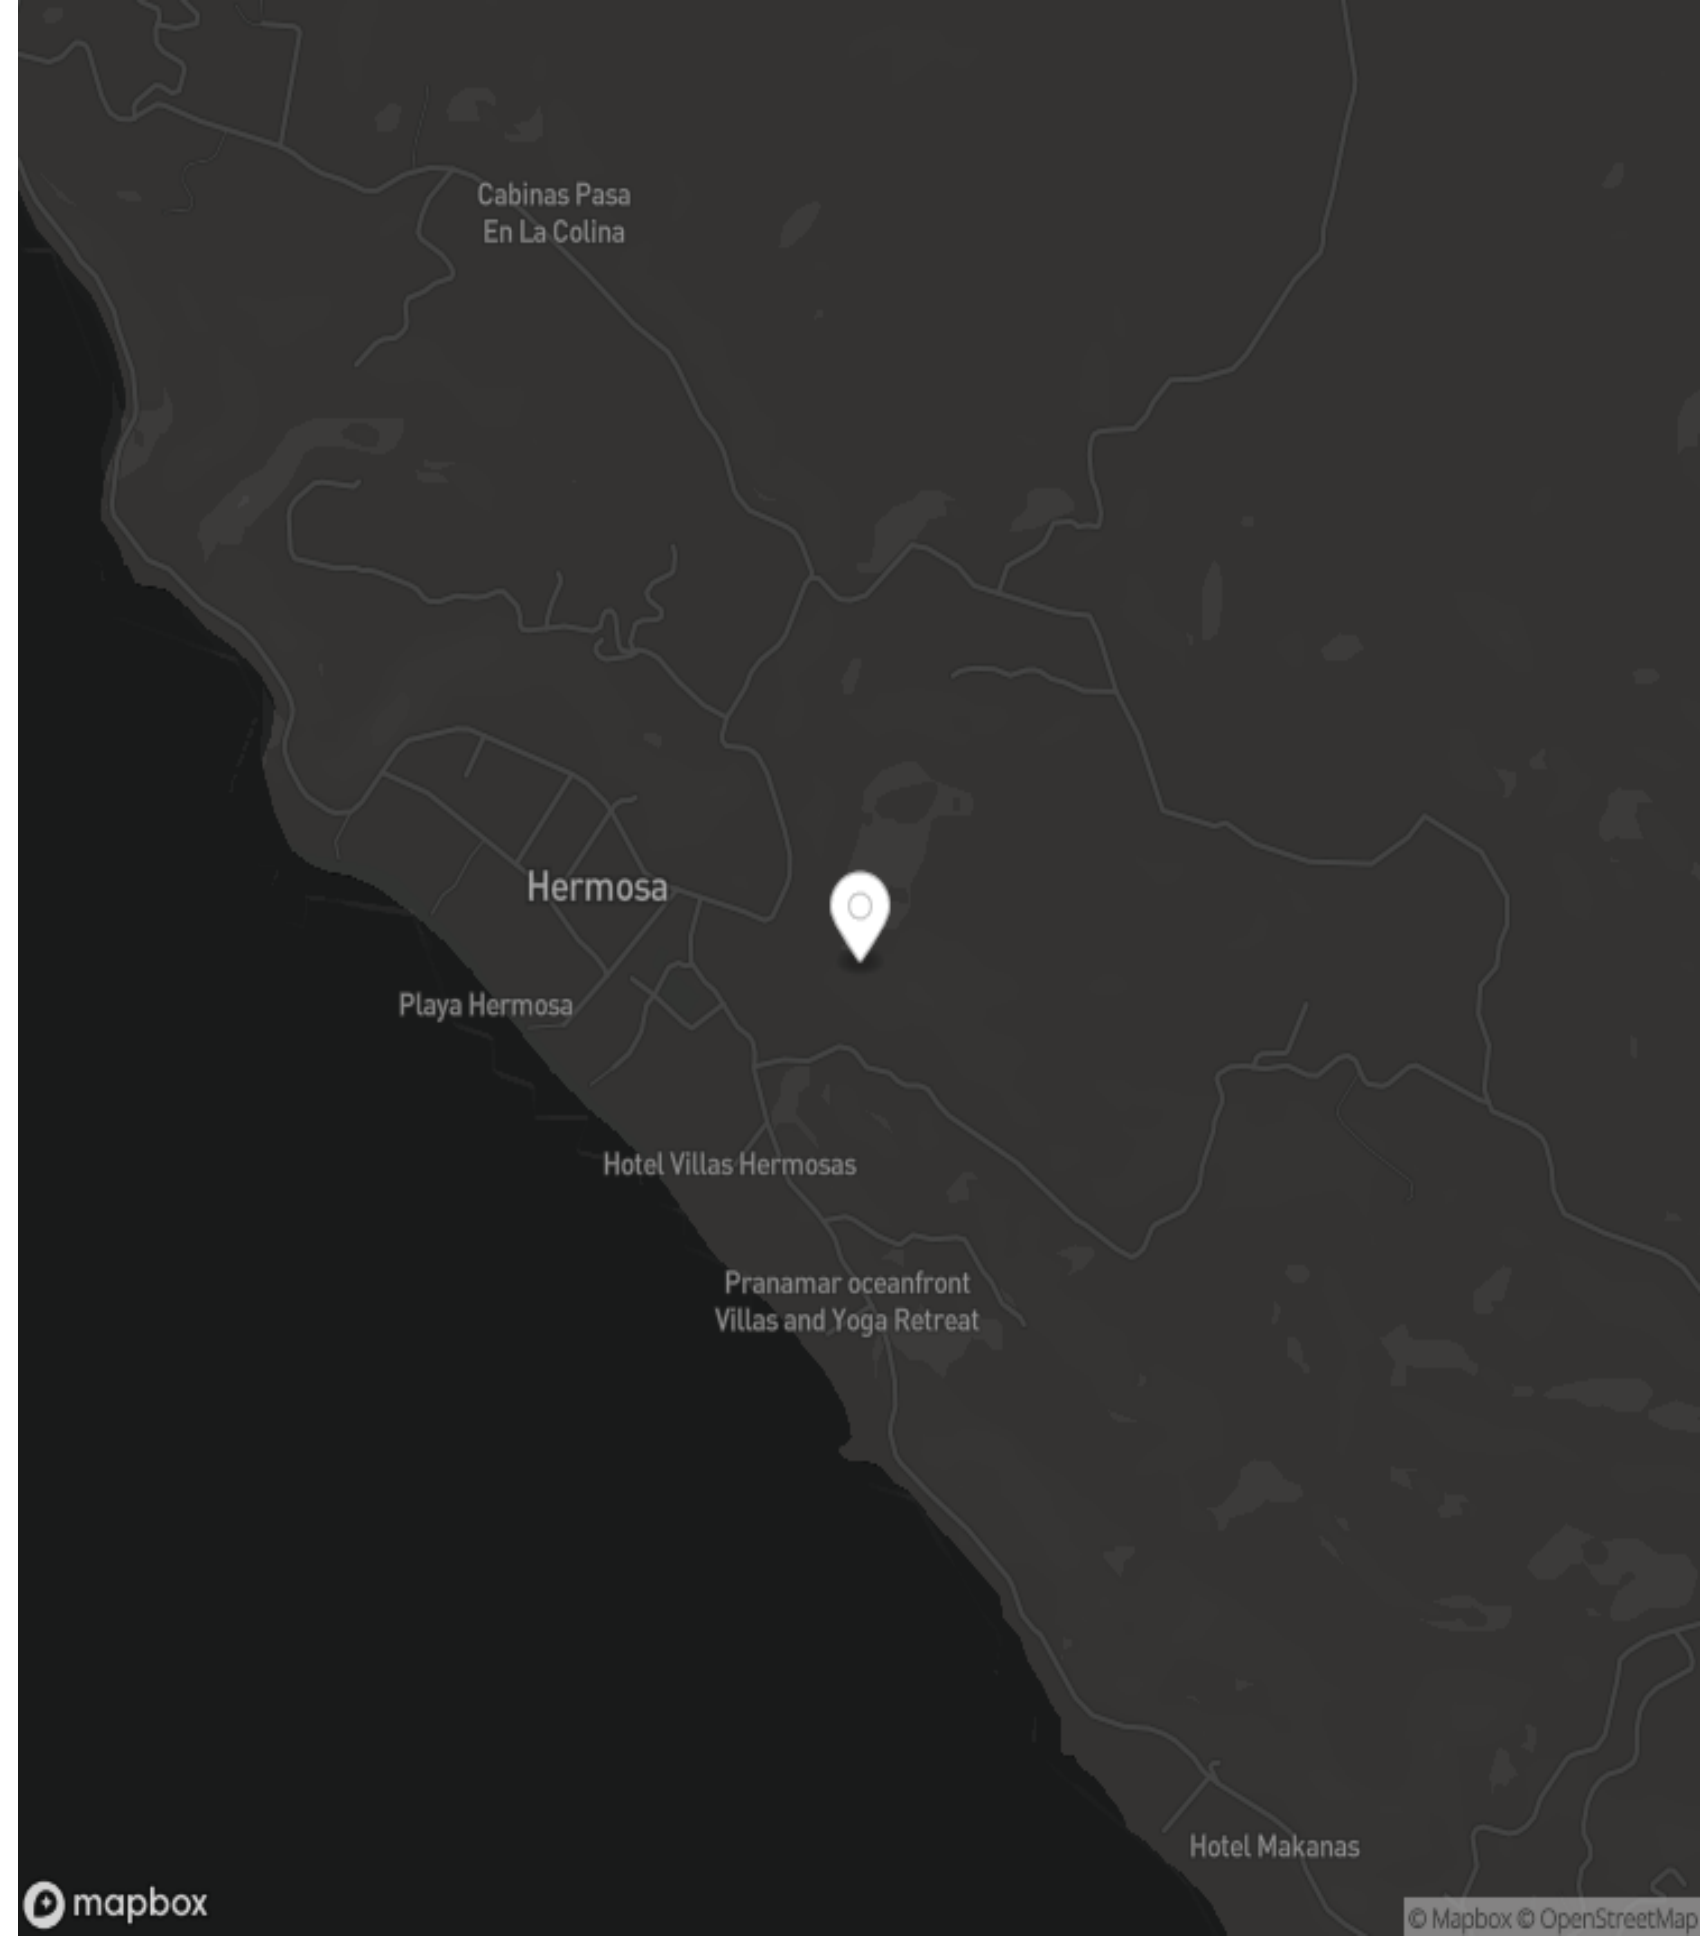 Cabinas Pasa
En La Colina
Hermosa
Playa Hermosa
Hotel Villas Hermosas
Pranamar oceanfront
Villas and Yoga Retreat
Hotel Makanas
mapbox
© Mapbox © OpenStreetMap